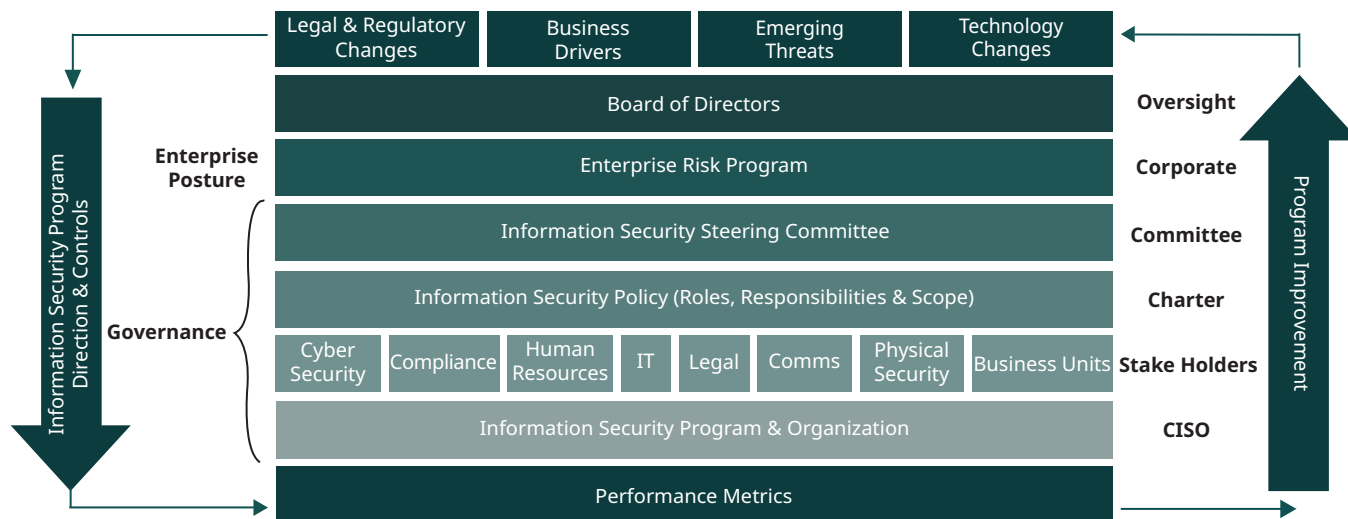 Legal & Regulatory
Changes
Business
Drivers
Emerging
Threats
Technology
Changes
Board of Directors
Oversight
Enterprise
Posture
Enterprise Risk Program
Corporate
Information Security Steering Committee
Committee
Information Security Policy (Roles, Responsibilities & Scope)
Charter
Governance
Cyber
Security
Compliance
Human
Resources
IT
Legal
Comms
Physical
Security
Business Units
Stake Holders
Information Security Program & Organization
CISO
Performance Metrics
Information Security Program
Direction & Controls
Program Improvement